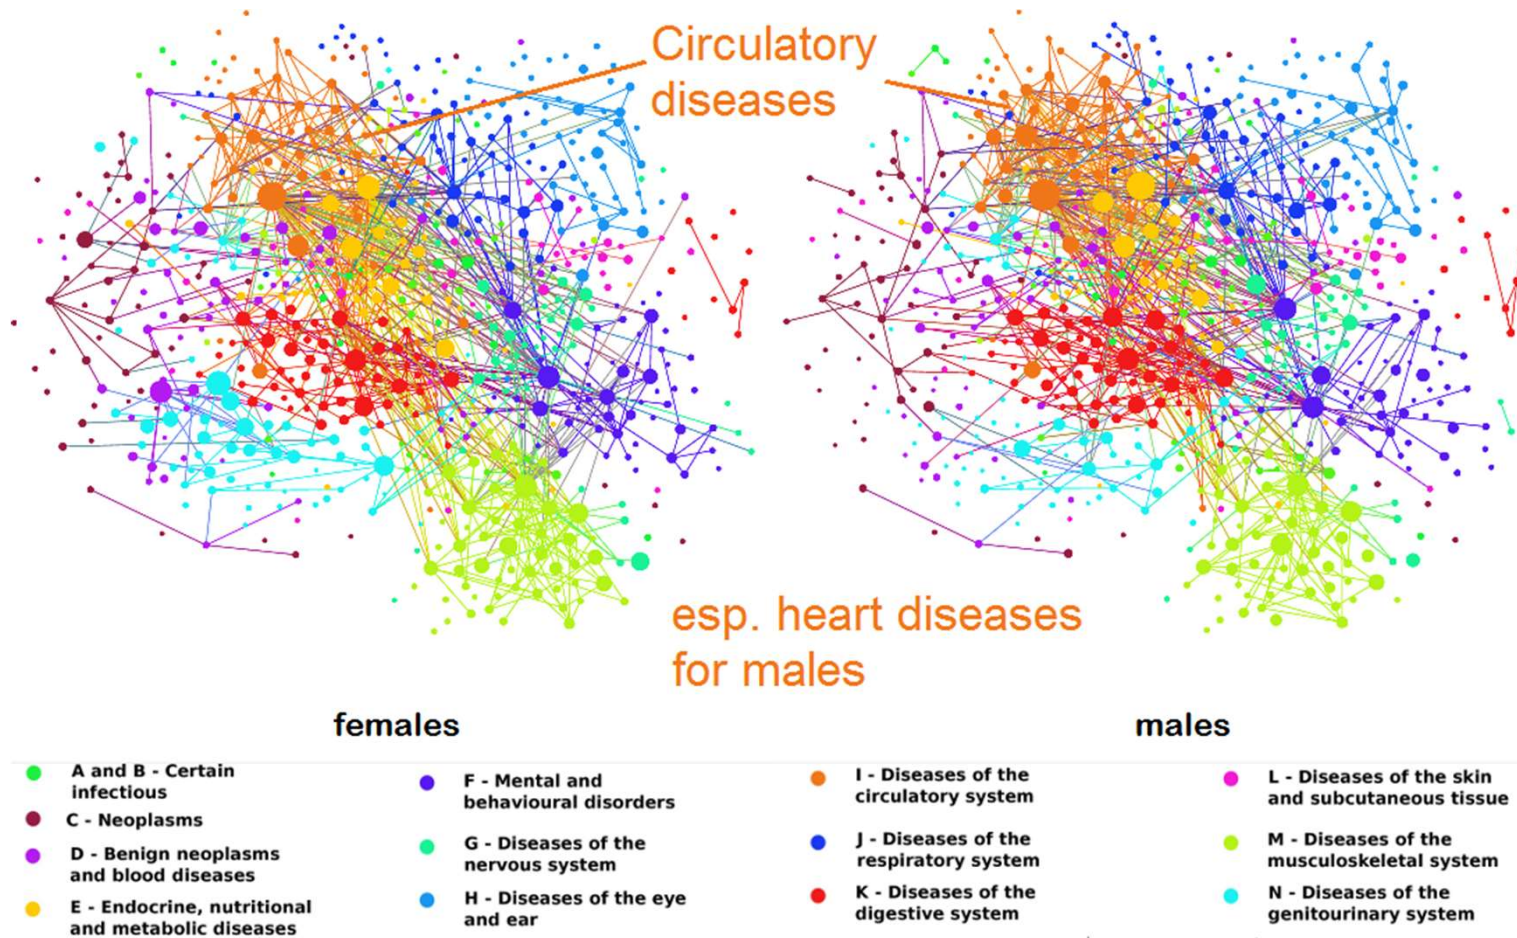 Circulatory
diseases
esp. heart diseases
for males
females
males
A and B - Certain
infectious
C - Neoplasms
D - Benign neoplasms
and blood diseases
E - Endocrine, nutritional
and metabolic diseases
F - Mental and
behavioural disorders
G - Diseases of the
nervous system
H - Diseases of the eye
and ear
I - Diseases of the
circulatory system
J - Diseases of the
respiratory system
K - Diseases of the
digestive system
L - Diseases of the skin
and subcutaneous tissue
M - Diseases of the
musculoskeletal system
N - Diseases of the
genitourinary system